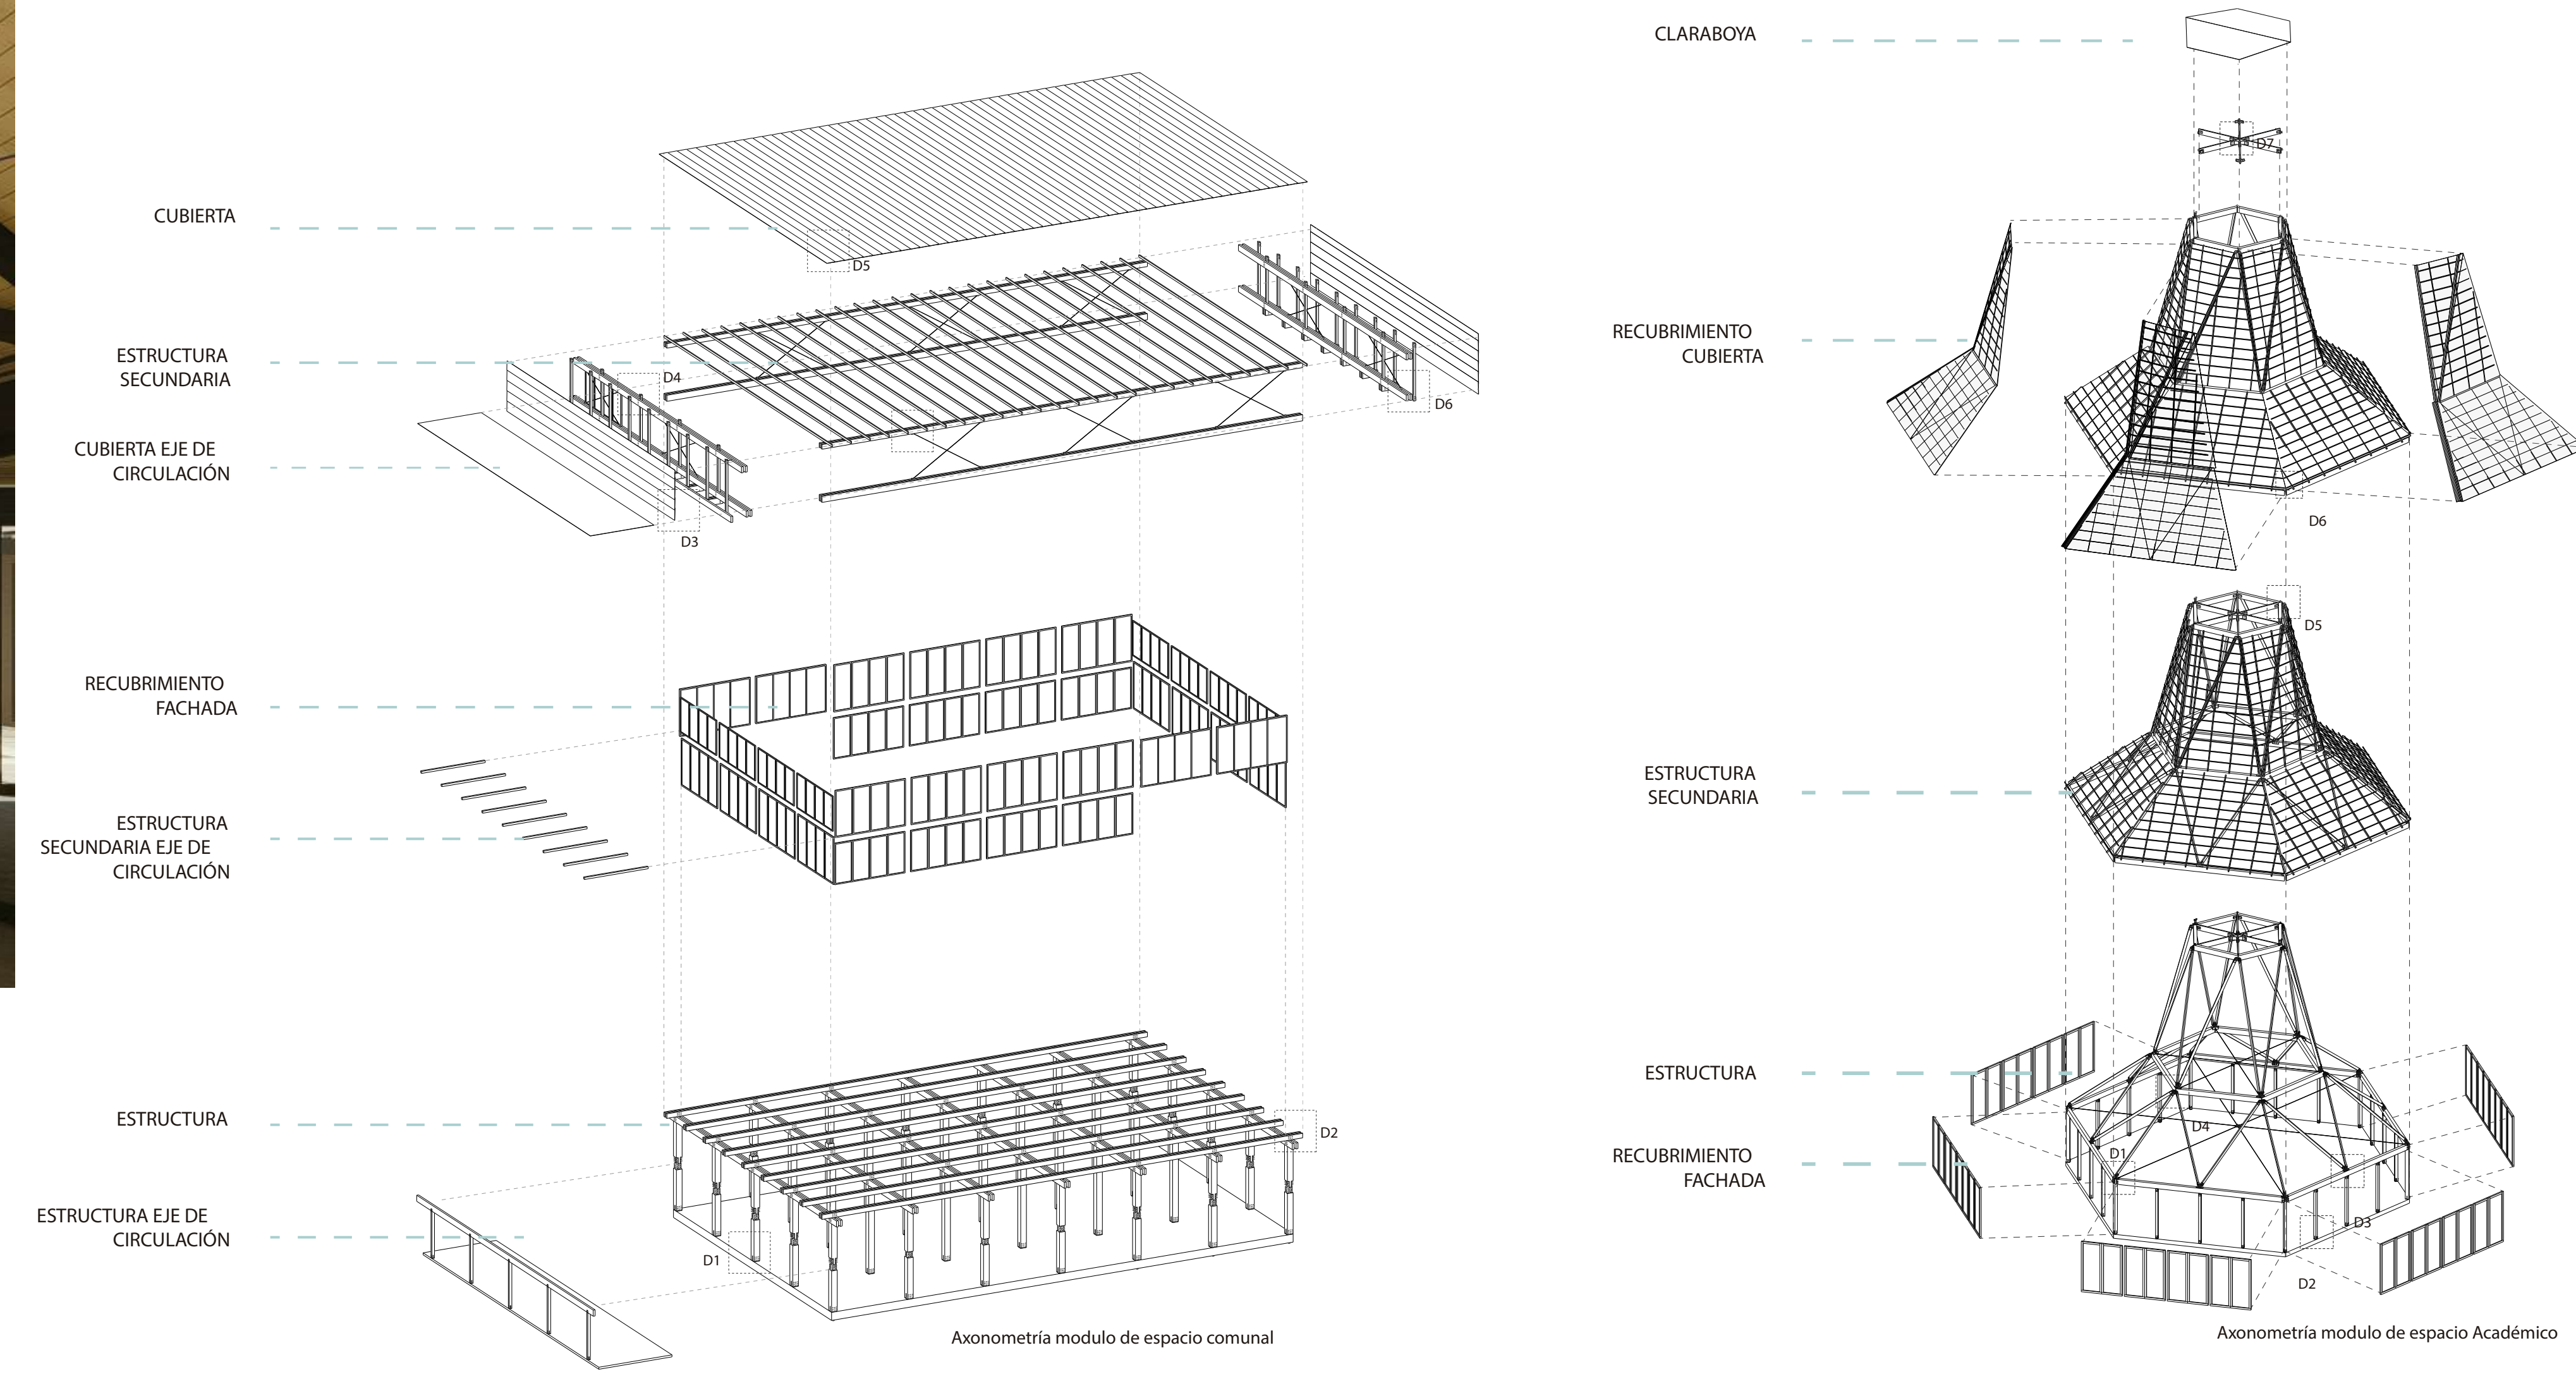 CUBIERTA
D5
ESTRUCTURA
SECUNDARIA
D4
D6
CUBIERTA EJE DE
CIRCULACIÓN
D3
RECUBRIMIENTO
FACHADA
ESTRUCTURA
SECUNDARIA EJE DE
CIRCULACIÓN
ESTRUCTURA
D2
ESTRUCTURA EJE DE
CIRCULACIÓN
D1
Axonometría modulo de espacio comunal
CLARABOYA
D7
RECUBRIMIENTO
CUBIERTA
D6
D5
ESTRUCTURA
SECUNDARIA
ESTRUCTURA
D4
D1
RECUBRIMIENTO
FACHADA
D3
D2
Axonometría modulo de espacio Académico